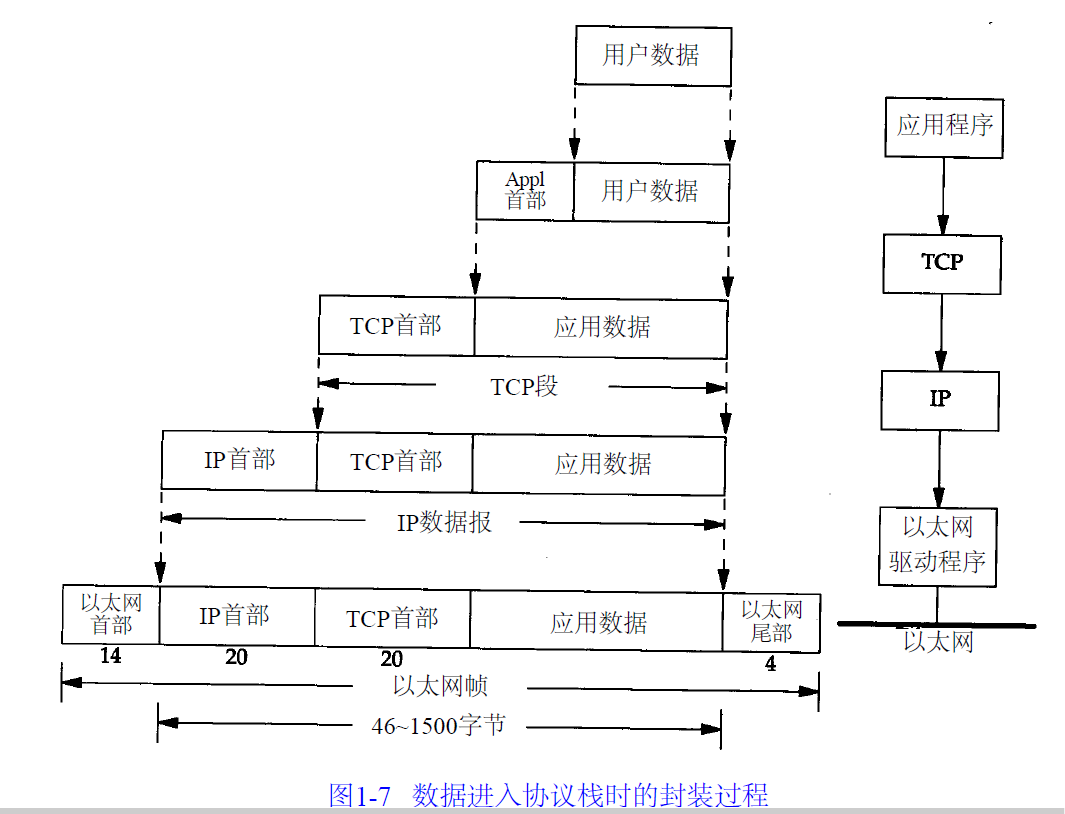 用户数据
应用程序
Appl
首部
用户数据
TCP
TCP首部
应用数据
TCP段
IP
IP首部
TCP首部
应用数据
IP数据报
以太网
驱动程序
以太网
首部
IP首部
TCP首部
应用数据
以太网
尾部
以太网
14
20
20
4
以太网帧
46~1500字节
图1-7 数据进入协议栈时的封装过程